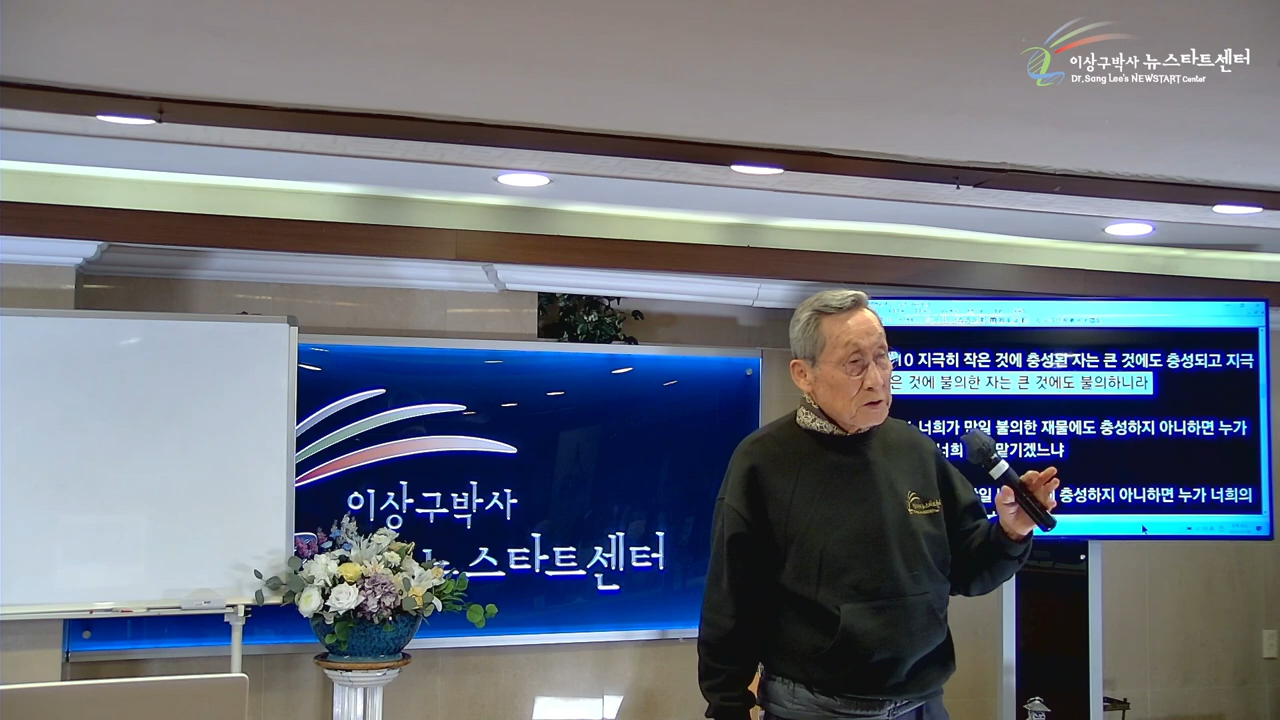 이상구박사 뉴스타트센터
Dr. Sang Lee's NEWSTART Center
10 지극히 작은 것에 충성된 자는 큰 것에도 충성되고 지극
은 것에 불의한 자는 큰 것에도 불의하니라
너희가 만일 불의한 재물에도 충성하지 아니하면 누가
너희 맡기겠느냐
충성하지 아니하면 누가 너희의
이상구박사
뉴스타트센터